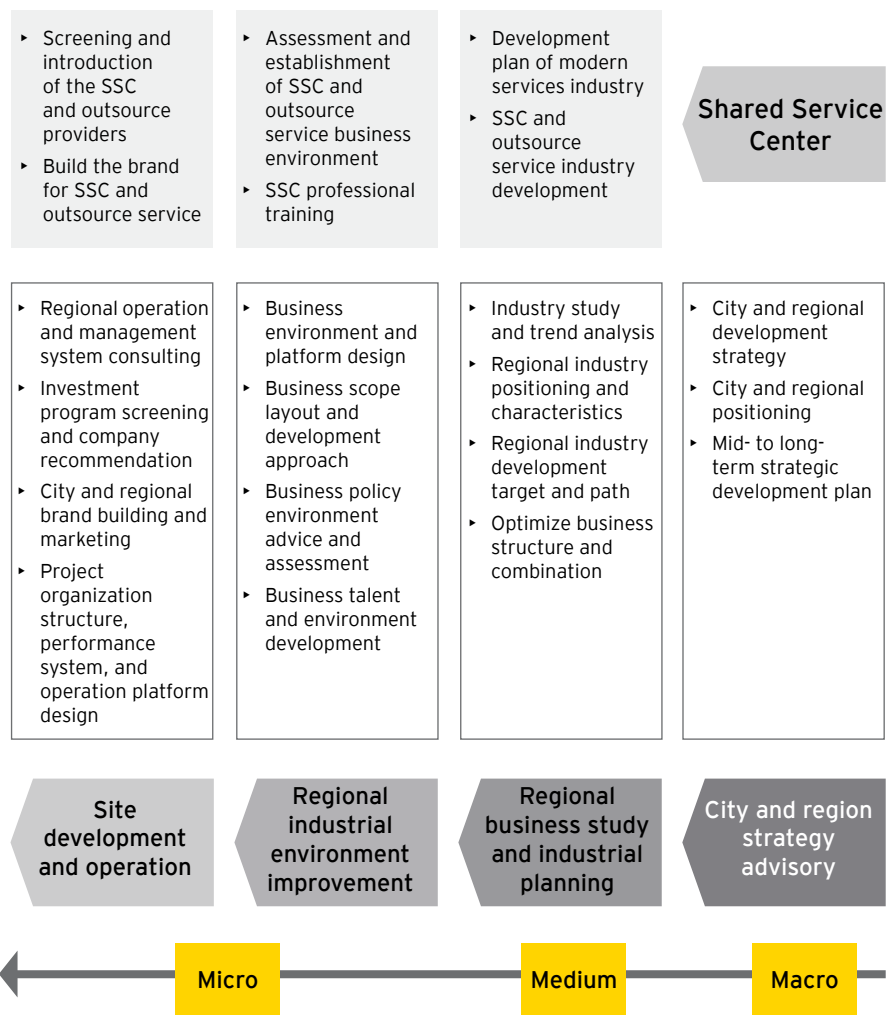 ▸ Screening and
introduction
of the SSC
and outsource
providers
▸ Build the brand
for SSC and
outsource service
▸ Assessment and
establishment
of SSC and
outsource
service business
environment
▸ SSC professional
training
▸ Development
plan of modern
services industry
▸ SSC and
outsource
service industry
development
Shared Service
Center
▸ Regional operation
and management
system consulting
▸ Investment
program screening
and company
recommendation
▸ City and regional
brand building and
marketing
▸ Project
organization
structure,
performance
system, and
operation platform
design
▸ Business
environment and
platform design
▸ Business scope
layout and
development
approach
▸ Business policy
environment
advice and
assessment
▸ Business talent
and environment
development
▸ Industry study
and trend analysis
▸ Regional industry
positioning and
characteristics
▸ Regional industry
development
target and path
▸ Optimize business
structure and
combination
▸ City and regional
development
strategy
▸ City and regional
positioning
▸ Mid- to long-
term strategic
development plan
Site
development
and operation
Regional
industrial
environment
improvement
Regional
business study
and industrial
planning
City and region
strategy
advisory
Micro
Medium
Macro